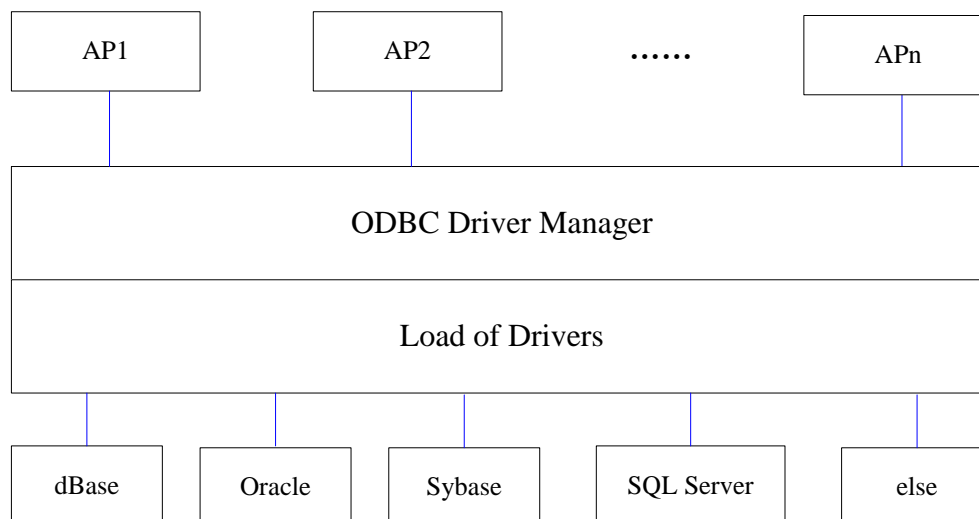 AP1 AP2 …… APn
ODBC Driver Manager
Load of Drivers
dBase Oracle Sybase SQL Server else